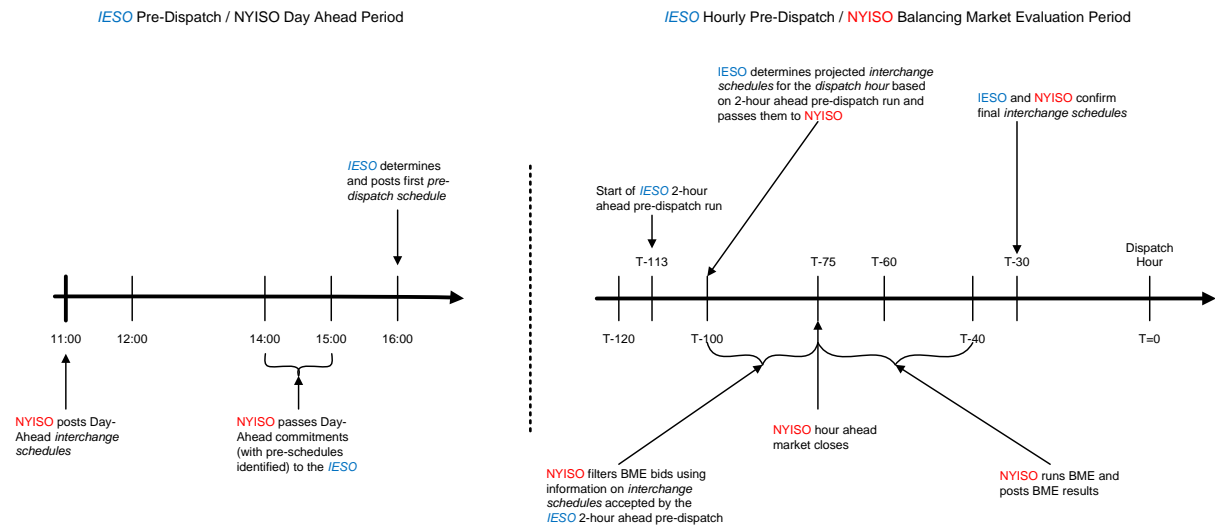 IESO Pre-Dispatch / NYISO Day Ahead Period
IESO determines
and posts first pre-
dispatch schedule
11:00
12:00
14:00
15:00
16:00
NYISO posts Day-
Ahead interchange
schedules
NYISO passes Day-
Ahead commitments
(with pre-schedules
identified) to the IESO
IESO Hourly Pre-Dispatch / NYISO Balancing Market Evaluation Period
IESO determines projected interchange
schedules for the dispatch hour based
on 2-hour ahead pre-dispatch run and
passes them to NYISO
IESO and NYISO confirm
final interchange schedules
Start of IESO 2-hour
ahead pre-dispatch run
T-113
T-75
T-60
T-30
Dispatch
Hour
T-120
T-100
T-40
T=0
NYISO hour ahead
market closes
NYISO filters BME bids using
information on interchange
schedules accepted by the
IESO 2-hour ahead pre-dispatch
NYISO runs BME and
posts BME results